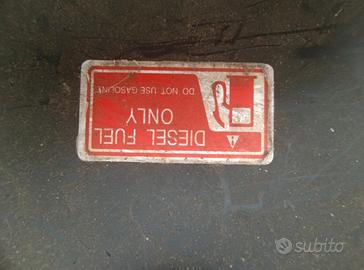 DIESEL FUEL
ONLY
DO NOT USE GASOLINE
subito